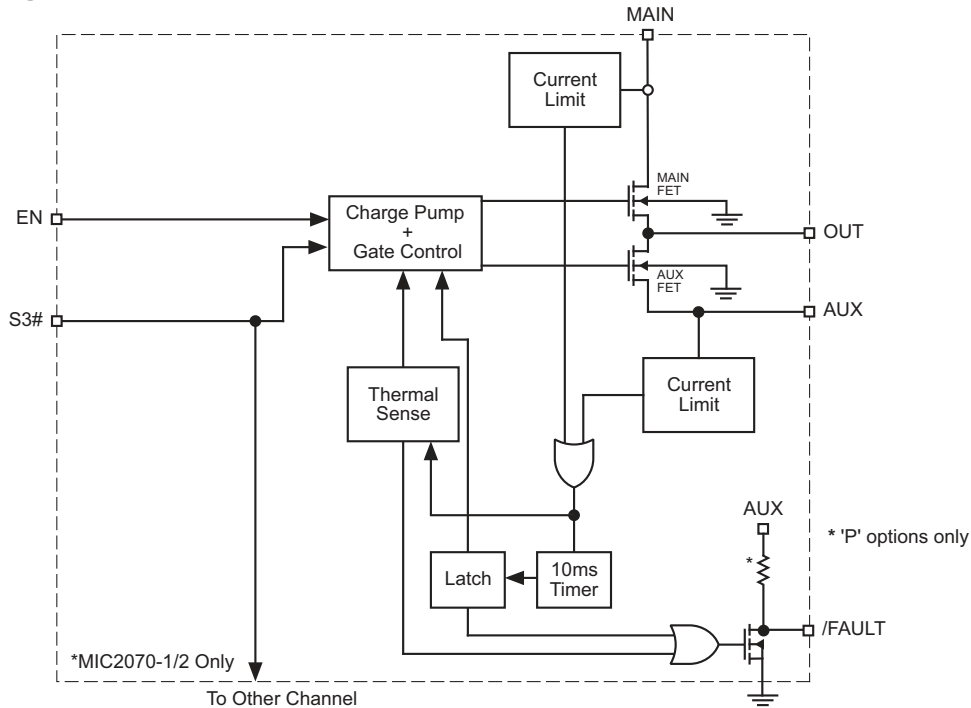 MAIN
Current
Limit
MAIN
FET
EN
Charge Pump
+
Gate Control
OUT
AUX
FET
S3#
AUX
Thermal
Sense
Current
Limit
AUX
* 'P' options only
*
Latch
10ms
Timer
/FAULT
*MIC2070-1/2 Only
To Other Channel